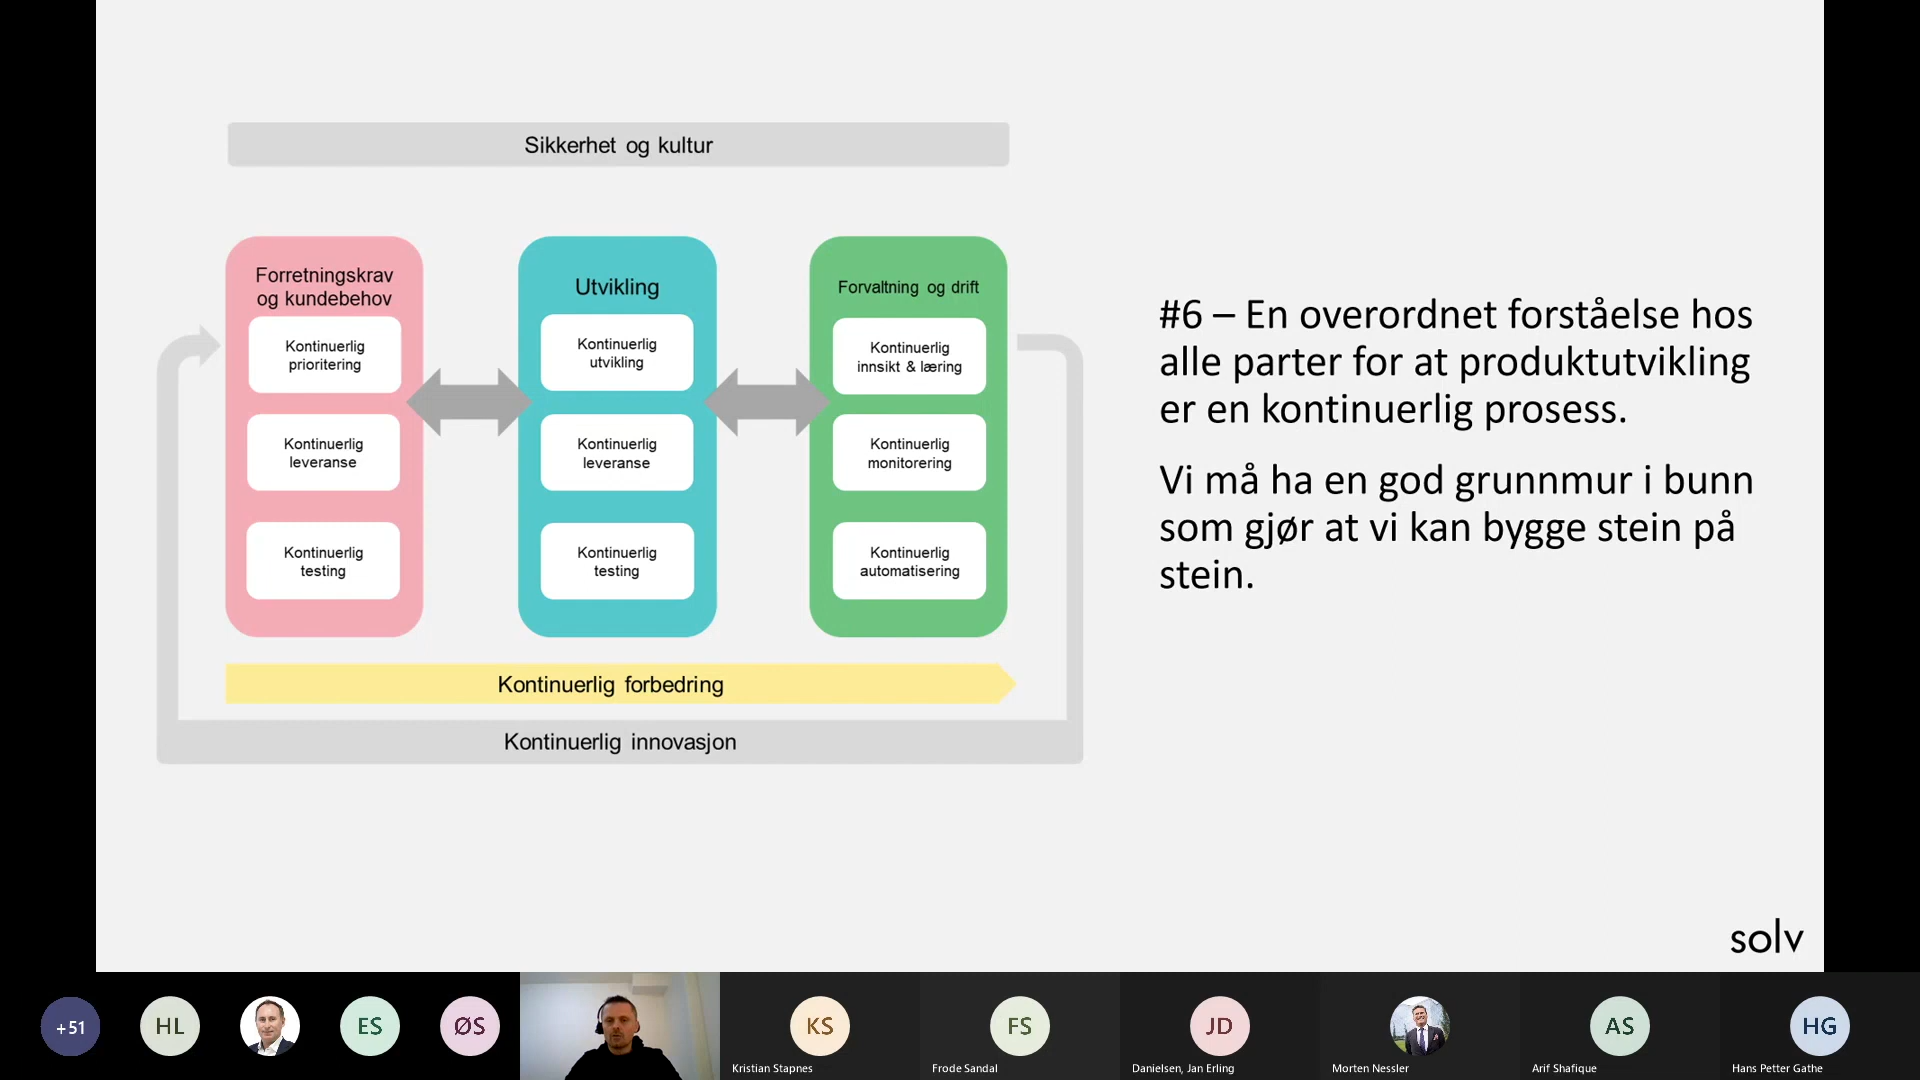 Sikkerhet og kultur
Forretningskrav
og kundebehov
Kontinuerlig
prioritering
Kontinuerlig
leveranse
Kontinuerlig
testing
Utvikling
Kontinuerlig
utvikling
Kontinuerlig
leveranse
Kontinuerlig
testing
Forvaltning og drift
Kontinuerlig
innsikt & læring
Kontinuerlig
monitorering
Kontinuerlig
automatisering
Kontinuerlig forbedring
Kontinuerlig innovasjon
#6 – En overordnet forståelse hos
alle parter for at produktutvikling
er en kontinuerlig prosess.
Vi må ha en god grunnmur i bunn
som gjør at vi kan bygge stein på
stein.
solv
+51
HL
ES
ØS
KS
Kristian Stapnes
FS
Frode Sandal
JD
Danielsen, Jan Erling
Morten Nessler
AS
Arif Shafique
HG
Hans Petter Gathe